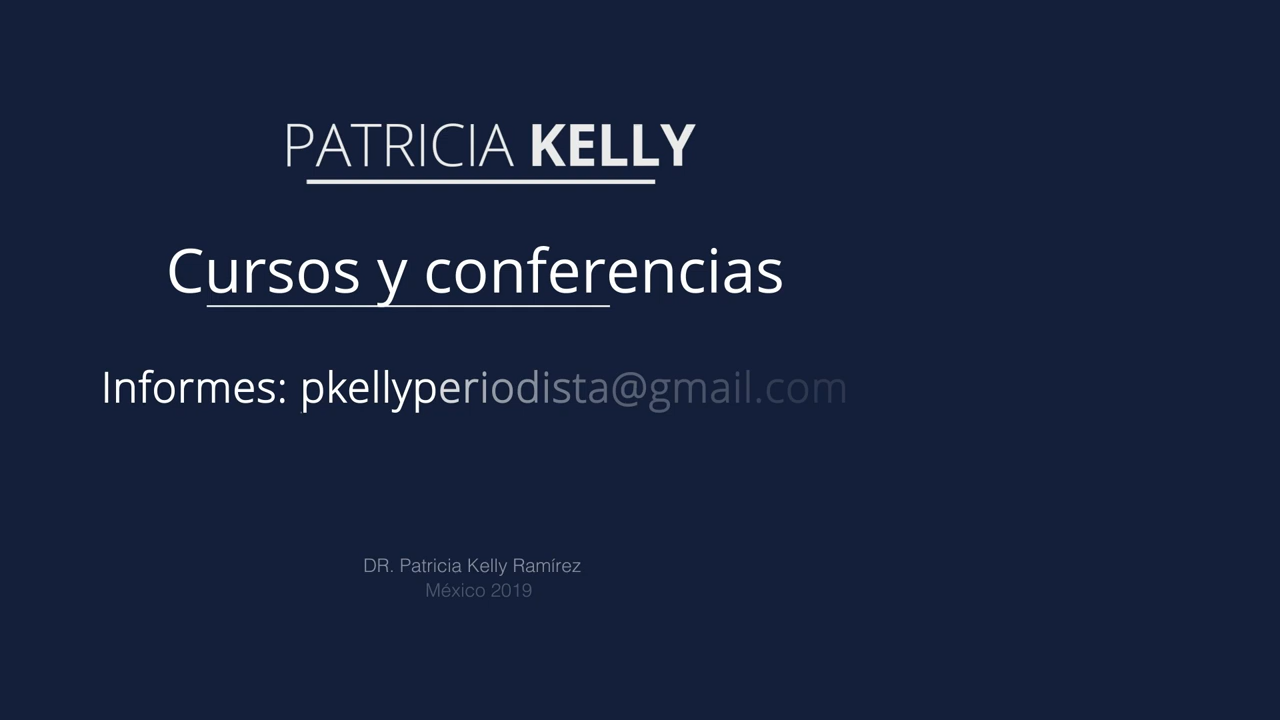 PATRICIA KELLY
Cursos y conferencias
Informes: pkellyperiodista@gmail.com
DR. Patricia Kelly Ramírez
México 2019